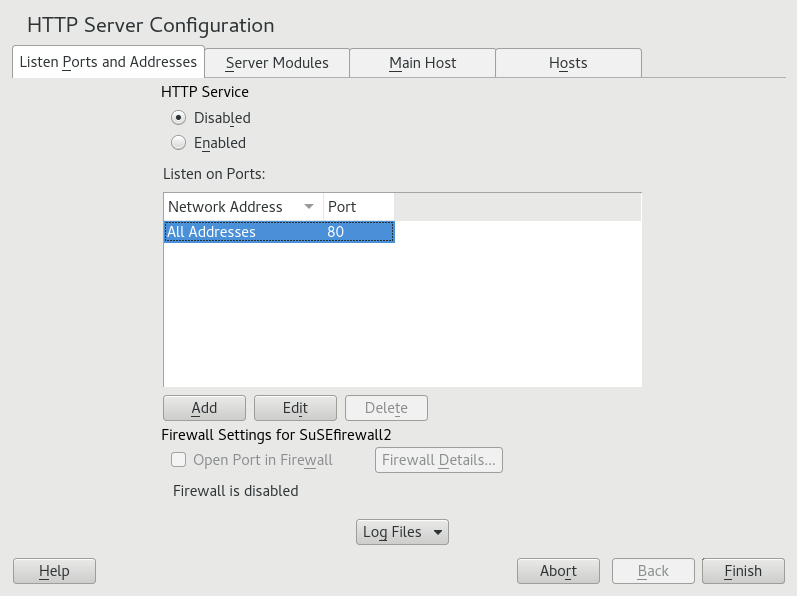 HTTP Server Configuration
Listen Ports and Addresses Server Modules Main Host Hosts
HTTP Service
Disabled
Enabled
Listen on Ports:
Network Address Port
All Addresses 80
Add Edit Delete
Firewall Settings for SuSEfirewall2
Open Port in Firewall Firewall Details...
Firewall is disabled
Log Files
Help Abort Back Finish